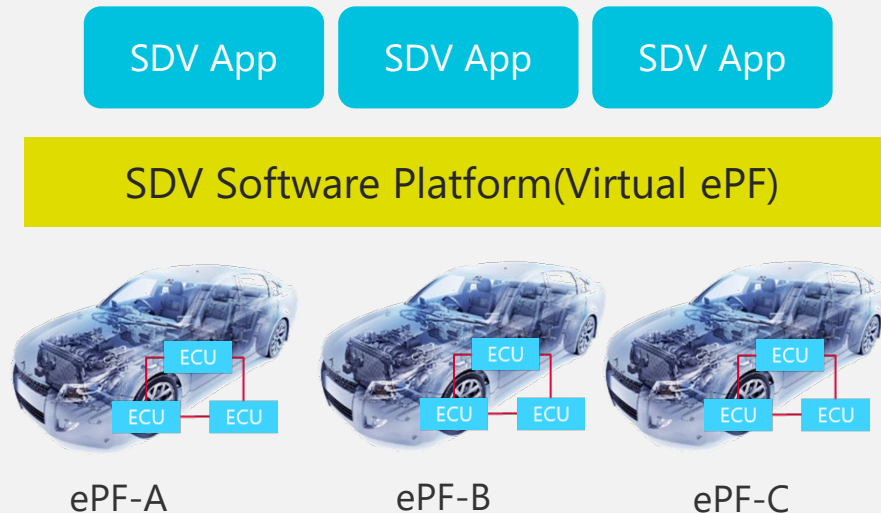 SDV App
SDV App
SDV App
SDV Software Platform(Virtual ePF)
ECU
ECU
ECU
ECU
ECU
ECU
ECU
ECU
ECU
ePF-A
ePF-B
ePF-C